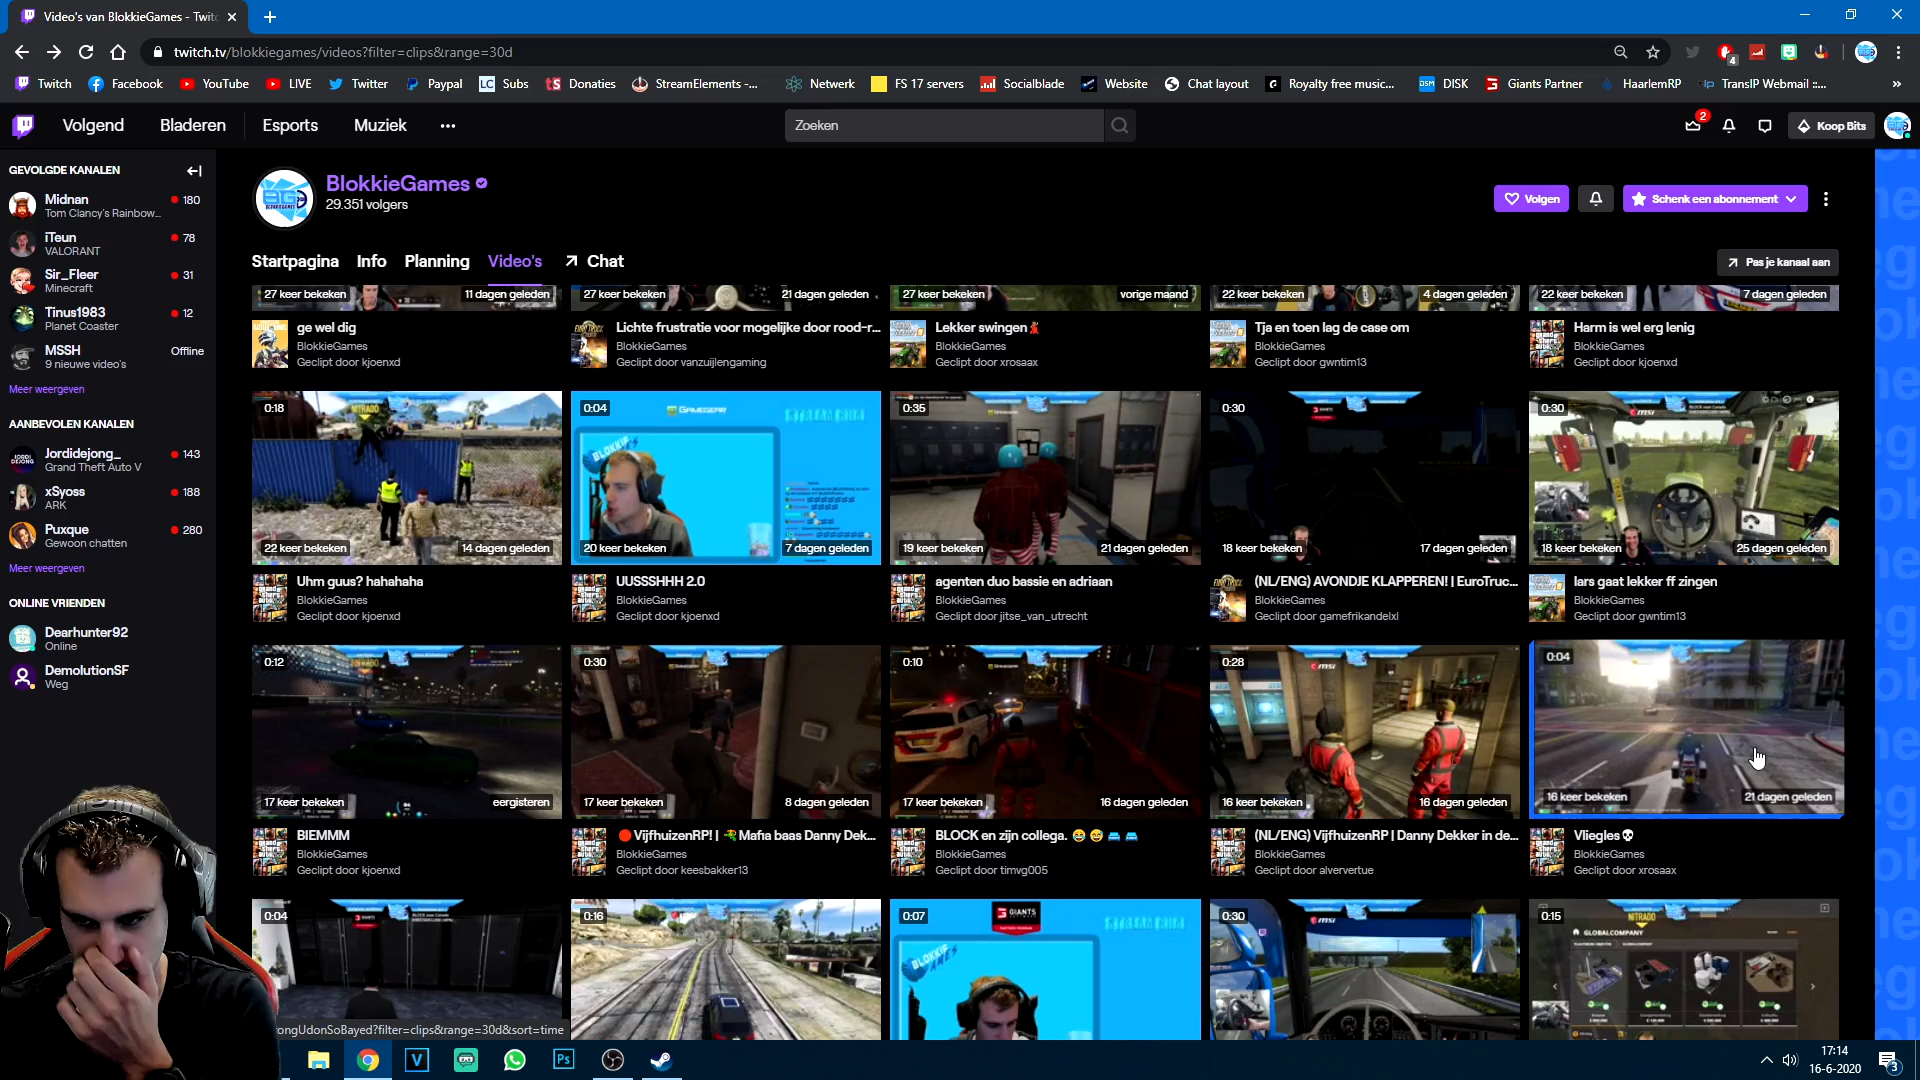 Video's van BlokkieGames - Twitc
twitch.tv/blokkiegames/videos?filter=clips&range=30d
4
Twitch
Facebook
YouTube
LIVE
Twitter
Paypal
LC Subs
Donaties
StreamElements -...
Netwerk
FS 17 servers
Socialblade
Website
Chat layout
Royalty free music...
DISK
Giants Partner
HaarlemRP
TransIP Webmail ::...
Volgend
Bladeren
Esports
Muziek
Zoeken
2
Koop Bits
GEVOLGDE KANALEN
Midnan
180
Tom Clancy's Rainbow...
iTeun
78
VALORANT
Sir_Fleer
31
Minecraft
Tinus1983
12
Planet Coaster
MSSH
Offline
9 nieuwe video's
Meer weergeven
AANBEVOLEN KANALEN
Jordidejong_
143
Grand Theft Auto V
xSyoss
188
ARK
Puxque
280
Gewoon chatten
Meer weergeven
ONLINE VRIENDEN
Dearhunter92
Online
DemolutionSF
Weg
BlokkieGames
29.351 volgers
Volgen
Schenk een abonnement
Startpagina
Info
Planning
Video's
Chat
Pas je kanaal aan
27 keer bekeken
11 dagen geleden
27 keer bekeken
21 dagen geleden
27 keer bekeken
vorige maand
22 keer bekeken
4 dagen geleden
22 keer bekeken
7 dagen geleden
ge wel dig
BlokkieGames
Geclipt door kjoenxd
Lichte frustratie voor mogelijke door rood-r...
BlokkieGames
Geclipt door vanzuijlengaming
Lekker swingen💃
BlokkieGames
Geclipt door xrosaax
Tja en toen lag de case om
BlokkieGames
Geclipt door gwntim13
Harm is wel erg lenig
BlokkieGames
Geclipt door kjoenxd
0:18
NITRADO
22 keer bekeken
14 dagen geleden
0:04
GAMEGEAR
20 keer bekeken
7 dagen geleden
0:35
19 keer bekeken
21 dagen geleden
0:30
18 keer bekeken
17 dagen geleden
0:30
msi
18 keer bekeken
25 dagen geleden
Uhm guus? hahahaha
BlokkieGames
Geclipt door kjoenxd
UUSSSHHH 2.0
BlokkieGames
Geclipt door kjoenxd
agenten duo bassie en adriaan
BlokkieGames
Geclipt door jitse_van_utrecht
(NL/ENG) AVONDJE KLAPPEREN! | EuroTruc...
BlokkieGames
Geclipt door gamefrikandelxl
lars gaat lekker ff zingen
BlokkieGames
Geclipt door gwntim13
0:12
17 keer bekeken
eergisteren
0:30
17 keer bekeken
8 dagen geleden
0:10
17 keer bekeken
16 dagen geleden
0:28
msi
16 keer bekeken
16 dagen geleden
0:04
16 keer bekeken
21 dagen geleden
BIEMMM
BlokkieGames
Geclipt door kjoenxd
🔴VijfhuizenRP! | 🔫Mafia baas Danny Dek...
BlokkieGames
Geclipt door keesbakker13
BLOCK en zijn collega. 😂 😅 🚘 🚘
BlokkieGames
Geclipt door timvg005
(NL/ENG) VijfhuizenRP | Danny Dekker in de...
BlokkieGames
Geclipt door alververtue
Vliegles💀
BlokkieGames
Geclipt door xrosaax
0:04
0:16
0:07
GIANTS
0:30
msi
0:15
NITRADO
GLOBALCOMPANY
rongUdonSoBayed?filter=clips&range=30d&sort=time
17:14
16-6-2020
3